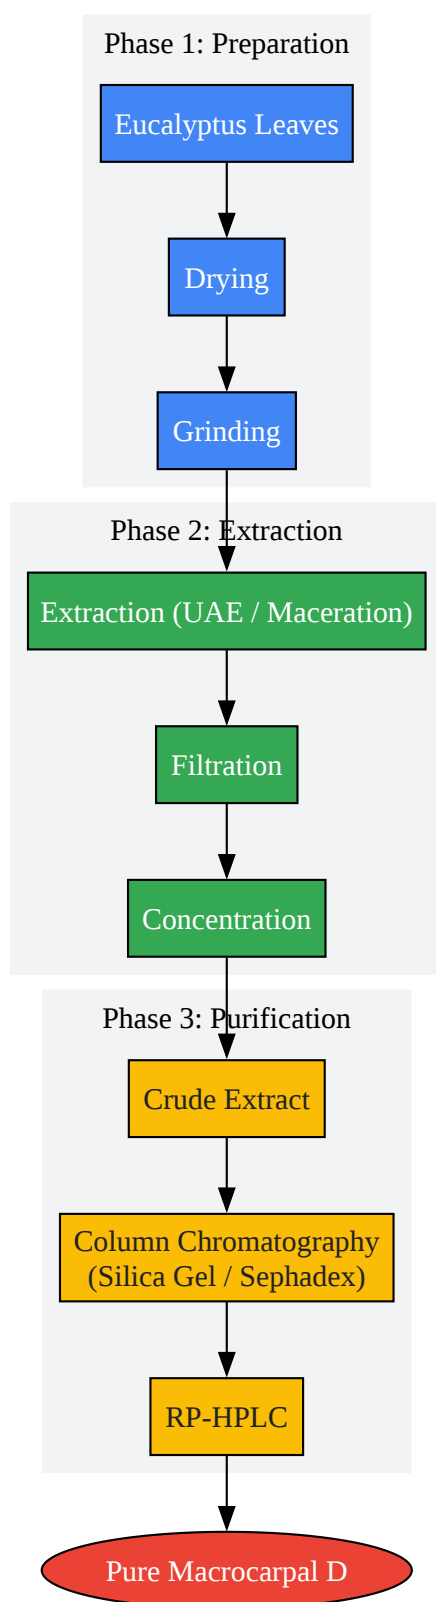 Phase 1: Preparation
Eucalyptus Leaves
Drying
Grinding
Phase 2: Extraction
Extraction (UAE / Maceration)
Filtration
Concentration
Phase 3: Purification
Crude Extract
Column Chromatography
(Silica Gel / Sephadex)
RP-HPLC
Pure Macrocarpal D